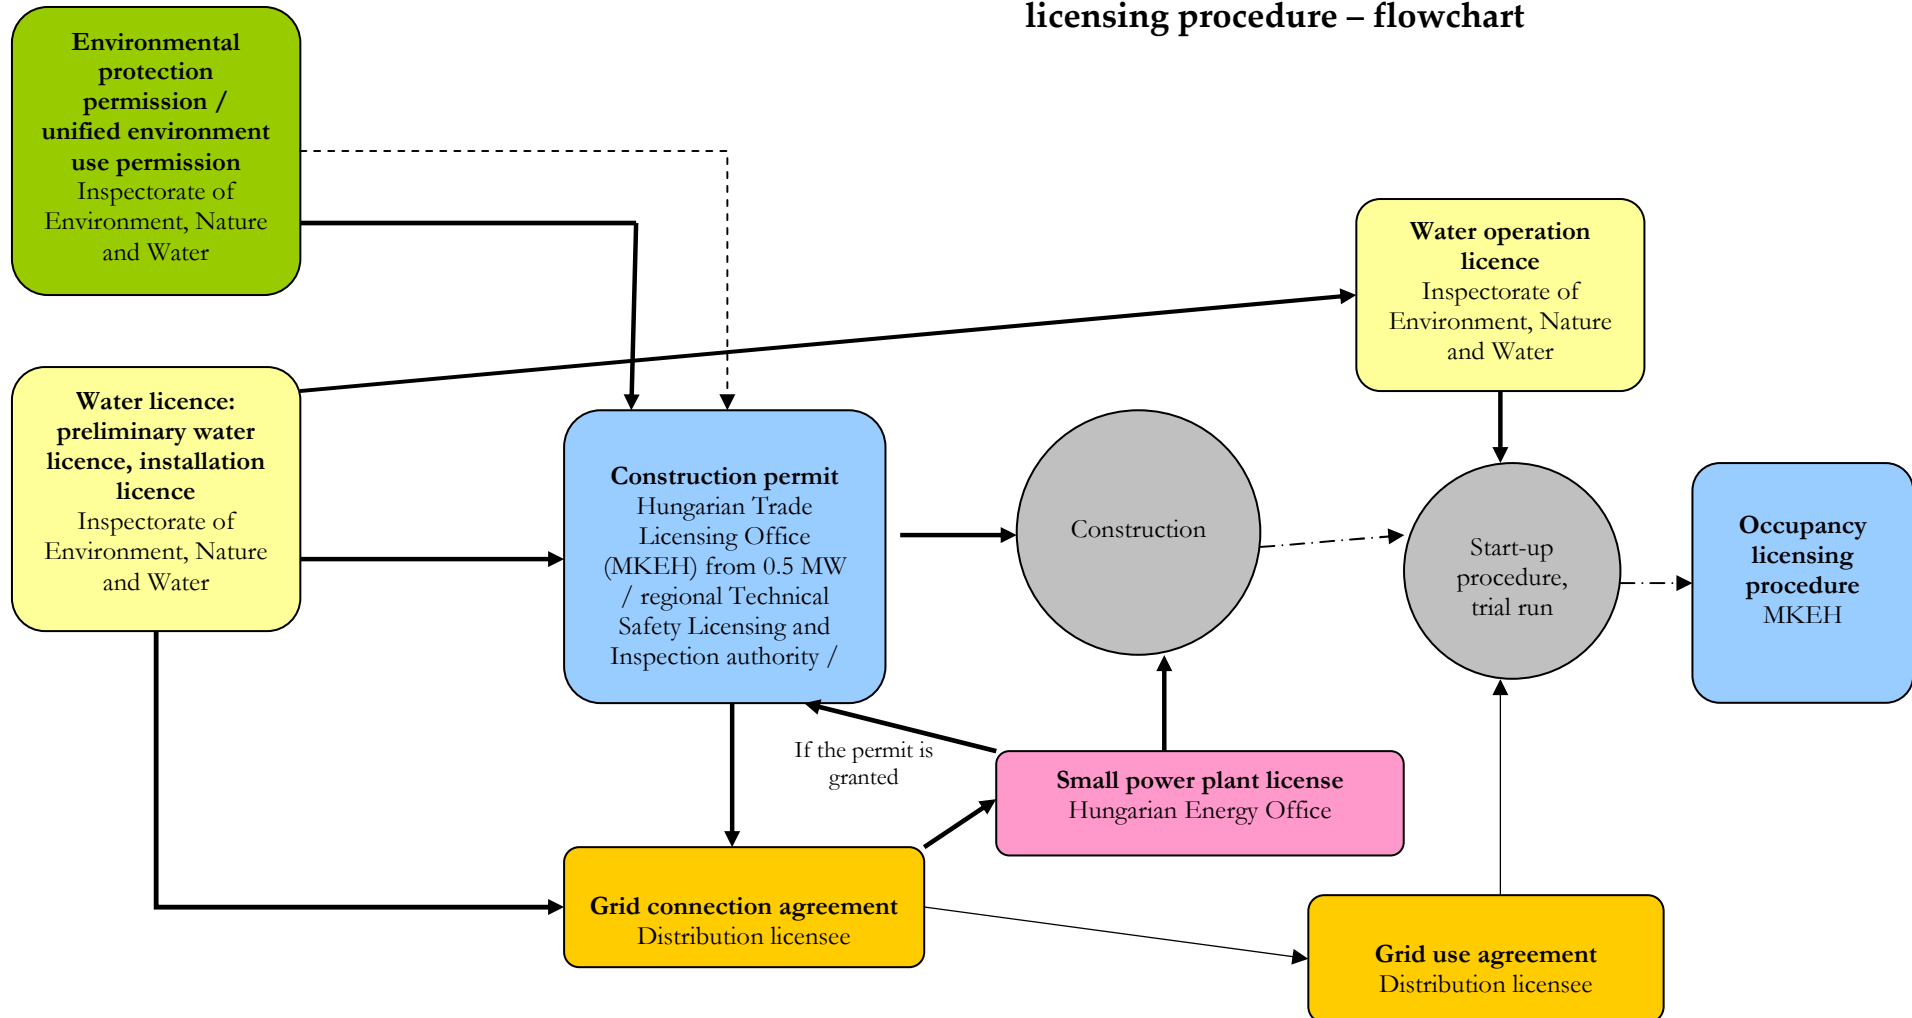 licensing procedure – flowchart
Environmental
protection
permission /
unified environment
use permission
Inspectorate of
Environment, Nature
and Water
Water operation
licence
Inspectorate of
Environment, Nature
and Water
Water licence:
preliminary water
licence, installation
licence
Inspectorate of
Environment, Nature
and Water
Construction permit
Hungarian Trade
Licensing Office
(MKEH) from 0.5 MW
/ regional Technical
Safety Licensing and
Inspection authority /
Construction
Start-up
procedure,
trial run
Occupancy
licensing
procedure
MKEH
If the permit is
granted
Small power plant license
Hungarian Energy Office
Grid connection agreement
Distribution licensee
Grid use agreement
Distribution licensee